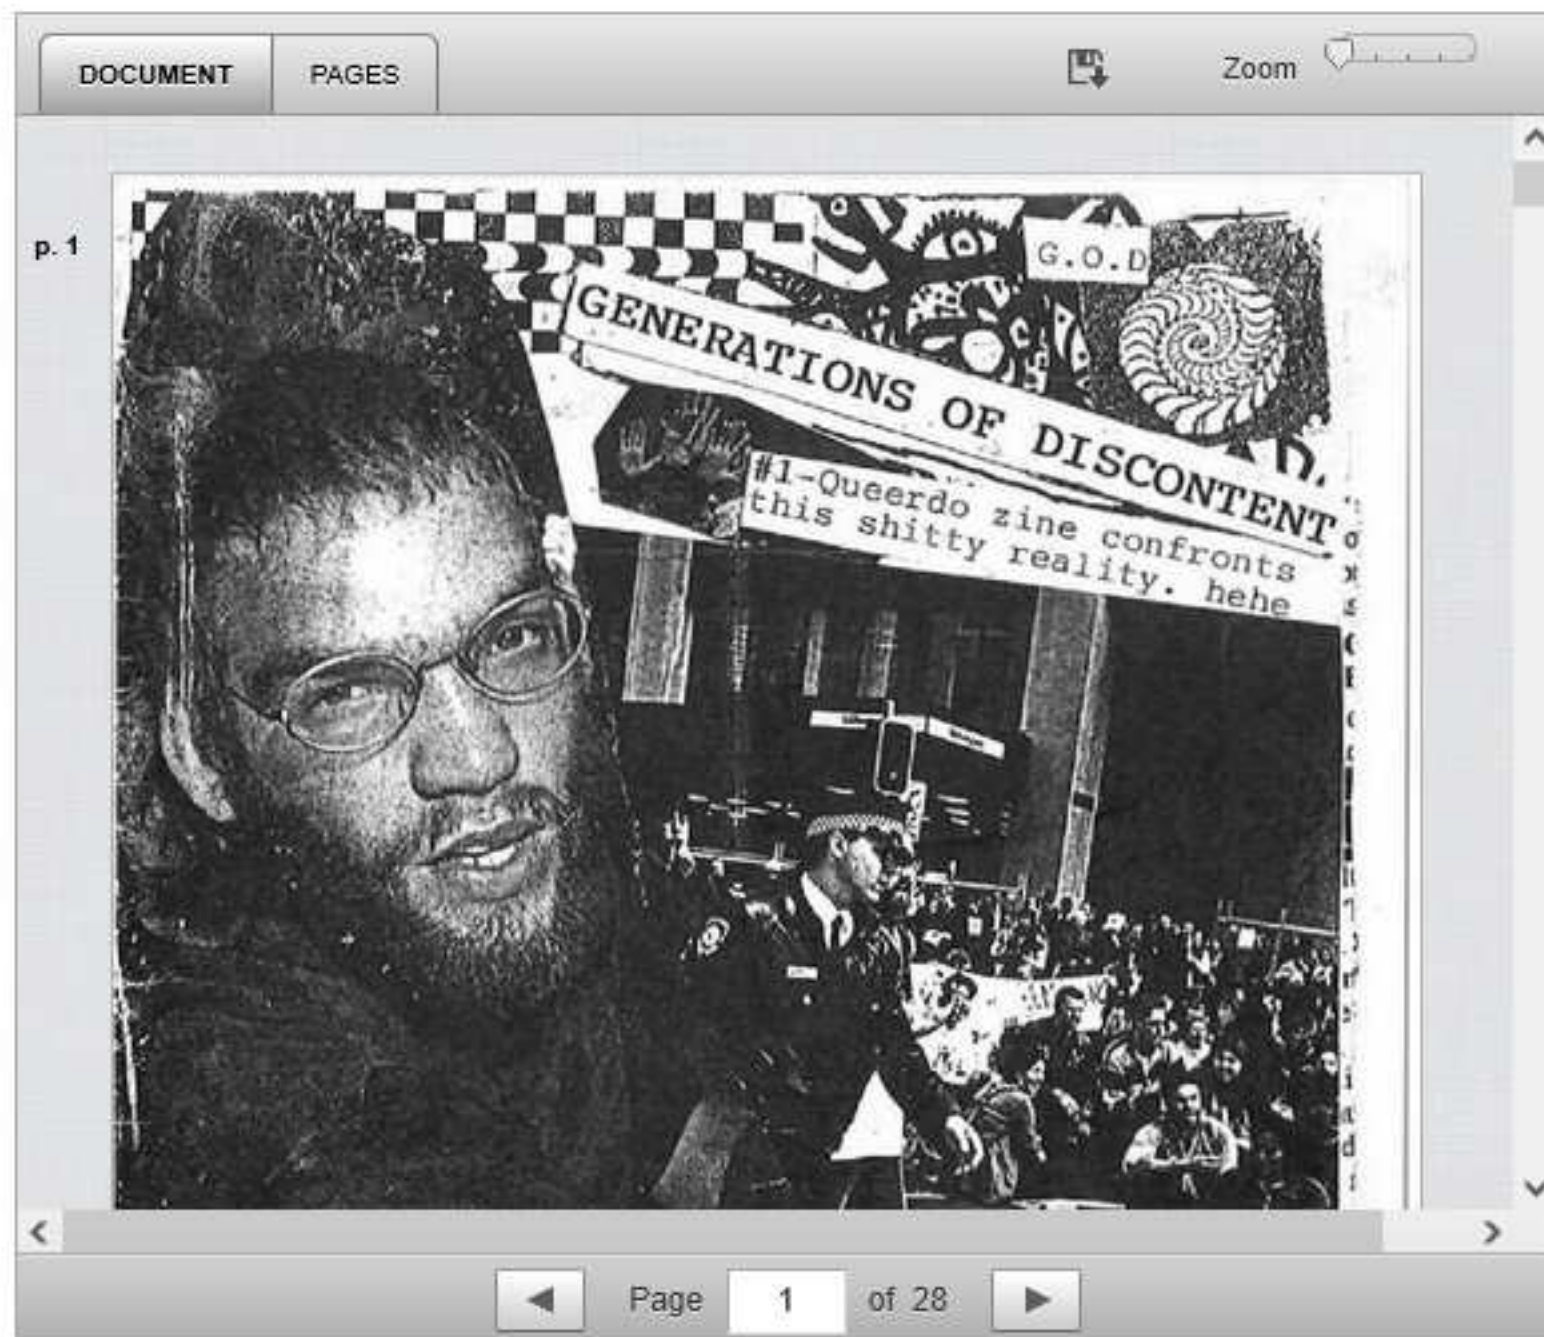 DOCUMENT
PAGES
Zoom
p. 1
G.O.D
GENERATIONS OF DISCONTENT
#1-Queerdo zine confronts
this shitty reality. hehe
Page 1 of 28